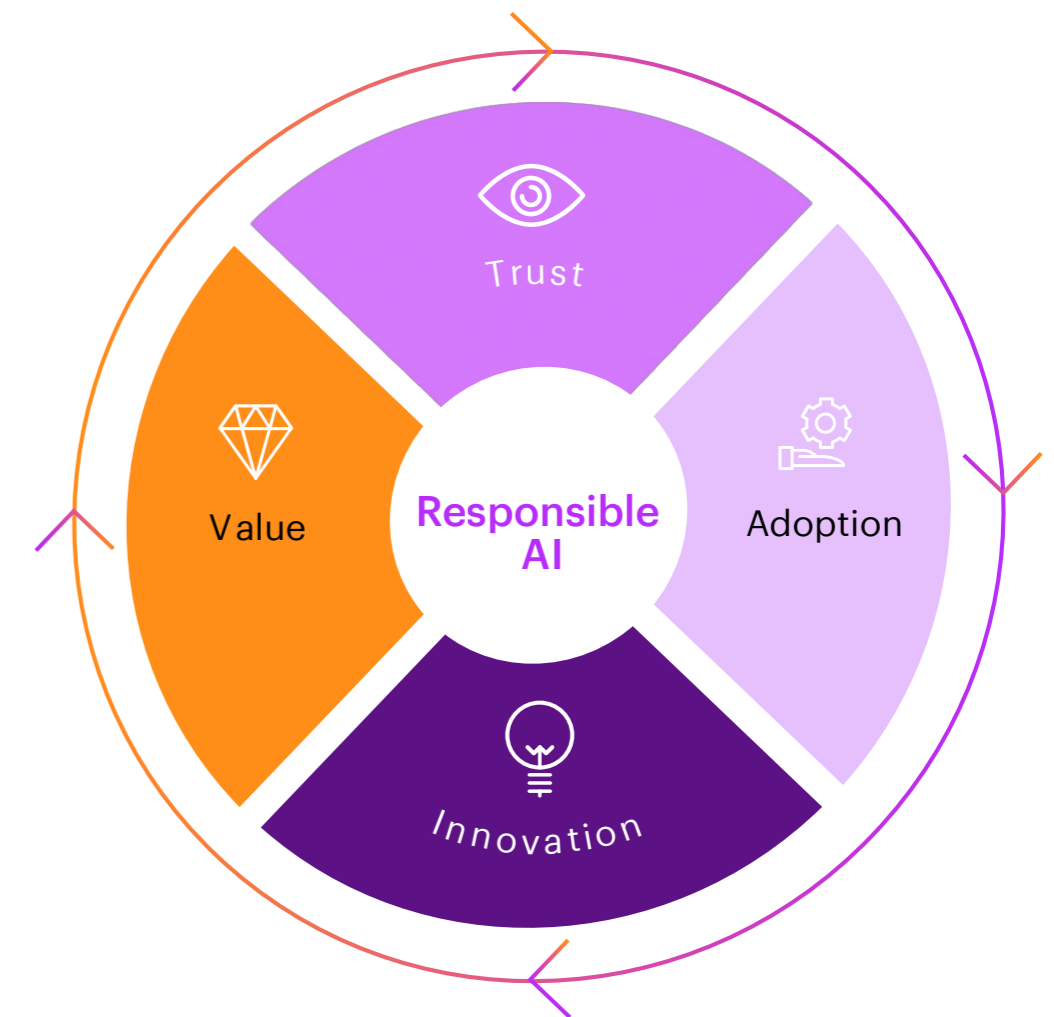 Trust
Value
Responsible
AI
Adoption
Innovation